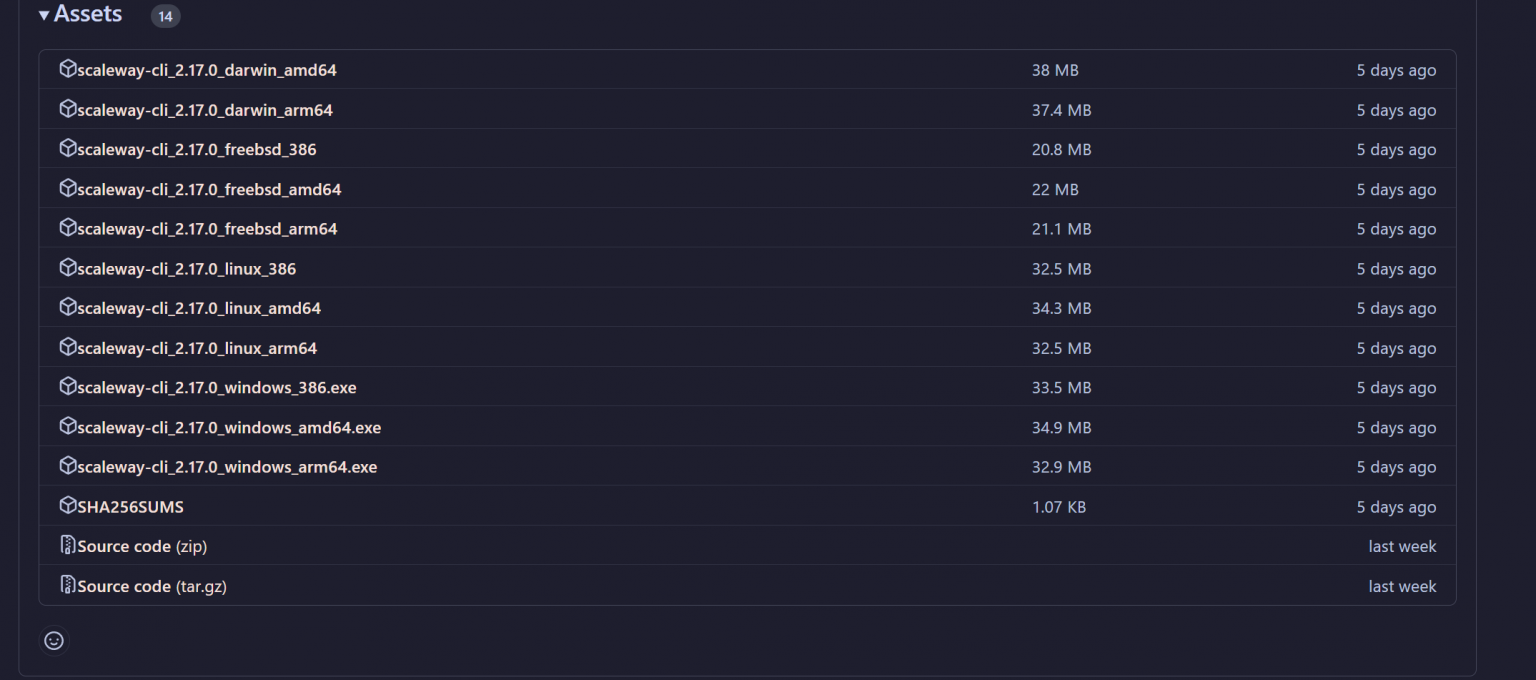 Assets 14
scaleway-cli_2.17.0_darwin_amd64 38 MB 5 days ago
scaleway-cli_2.17.0_darwin_arm64 37.4 MB 5 days ago
scaleway-cli_2.17.0_freebsd_386 20.8 MB 5 days ago
scaleway-cli_2.17.0_freebsd_amd64 22 MB 5 days ago
scaleway-cli_2.17.0_freebsd_arm64 21.1 MB 5 days ago
scaleway-cli_2.17.0_linux_386 32.5 MB 5 days ago
scaleway-cli_2.17.0_linux_amd64 34.3 MB 5 days ago
scaleway-cli_2.17.0_linux_arm64 32.5 MB 5 days ago
scaleway-cli_2.17.0_windows_386.exe 33.5 MB 5 days ago
scaleway-cli_2.17.0_windows_amd64.exe 34.9 MB 5 days ago
scaleway-cli_2.17.0_windows_arm64.exe 32.9 MB 5 days ago
SHA256SUMS 1.07 KB 5 days ago
Source code (zip) last week
Source code (tar.gz) last week